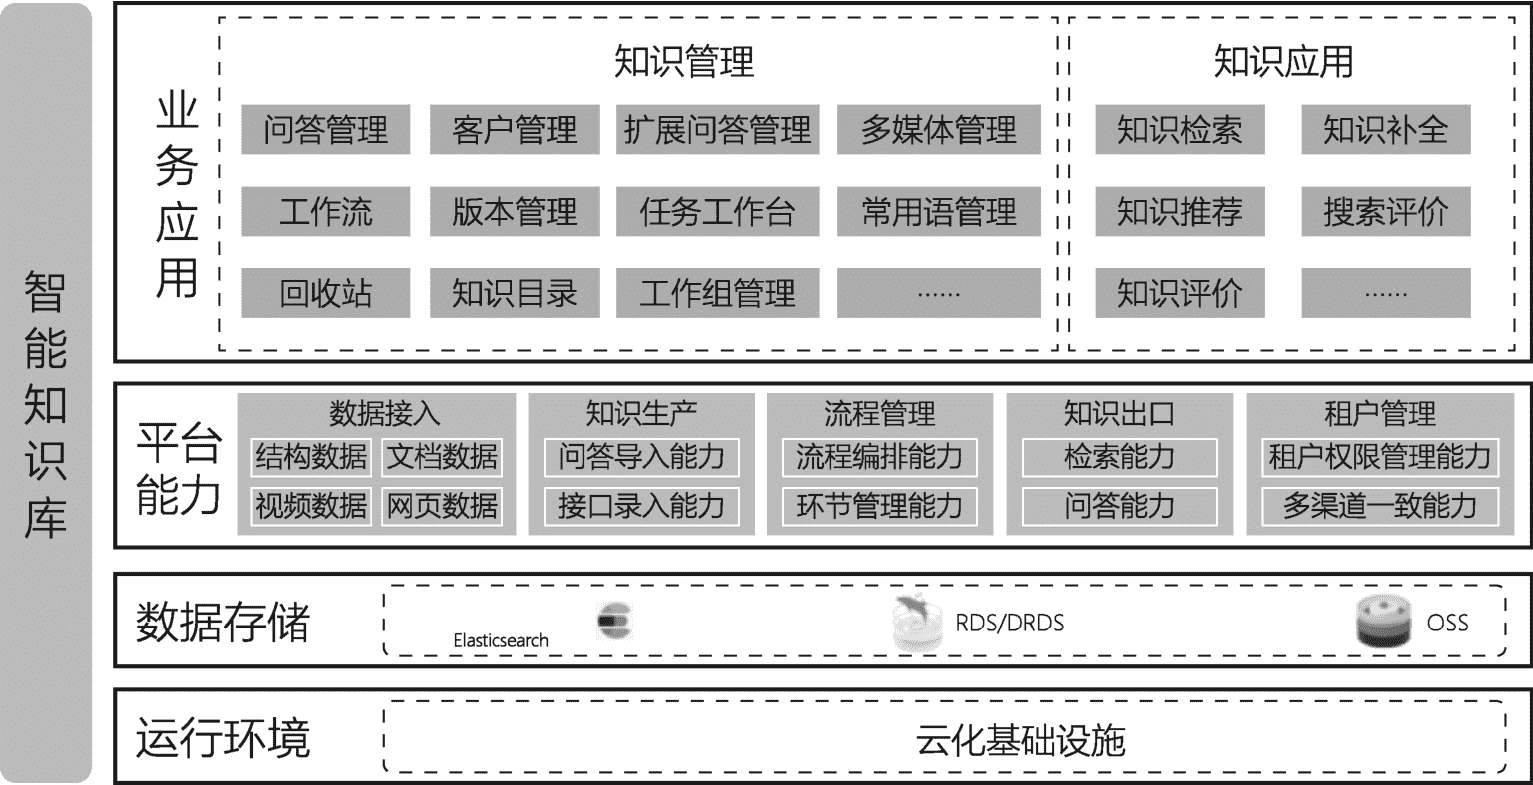 智能知识库
业务应用
知识管理
问答管理 客户管理 扩展问答管理 多媒体管理
工作流 版本管理 任务工作台 常用语管理
回收站 知识目录 工作组管理 ……
知识应用
知识检索 知识补全
知识推荐 搜索评价
知识评价 ……
平台能力
数据接入
结构数据 文档数据
视频数据 网页数据
知识生产
问答导入能力
接口录入能力
流程管理
流程编排能力
环节管理能力
知识出口
检索能力
问答能力
租户管理
租户权限管理能力
多渠道一致能力
数据存储
Elasticsearch RDS/DRDS OSS
运行环境
云化基础设施